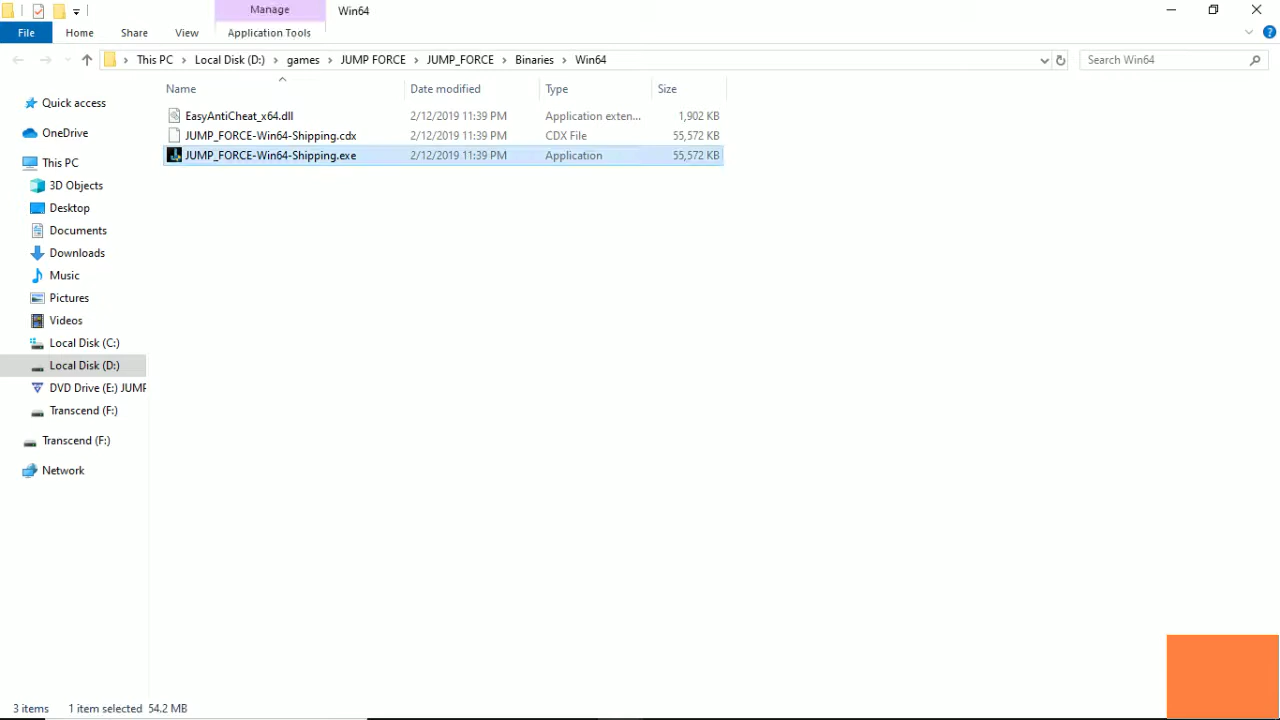 Manage
Win64
File
Home
Share
View
Application Tools
This PC
Local Disk (D:)
games
JUMP FORCE
JUMP_FORCE
Binaries
Win64
Search Win64
Name
Date modified
Type
Size
EasyAntiCheat_x64.dll
2/12/2019 11:39 PM
Application exten...
1,902 KB
JUMP_FORCE-Win64-Shipping.cdx
2/12/2019 11:39 PM
CDX File
55,572 KB
JUMP_FORCE-Win64-Shipping.exe
2/12/2019 11:39 PM
Application
55,572 KB
Quick access
OneDrive
This PC
3D Objects
Desktop
Documents
Downloads
Music
Pictures
Videos
Local Disk (C:)
Local Disk (D:)
DVD Drive (E:) JUMP
Transcend (F:)
Transcend (F:)
Network
3 items
1 item selected
54.2 MB